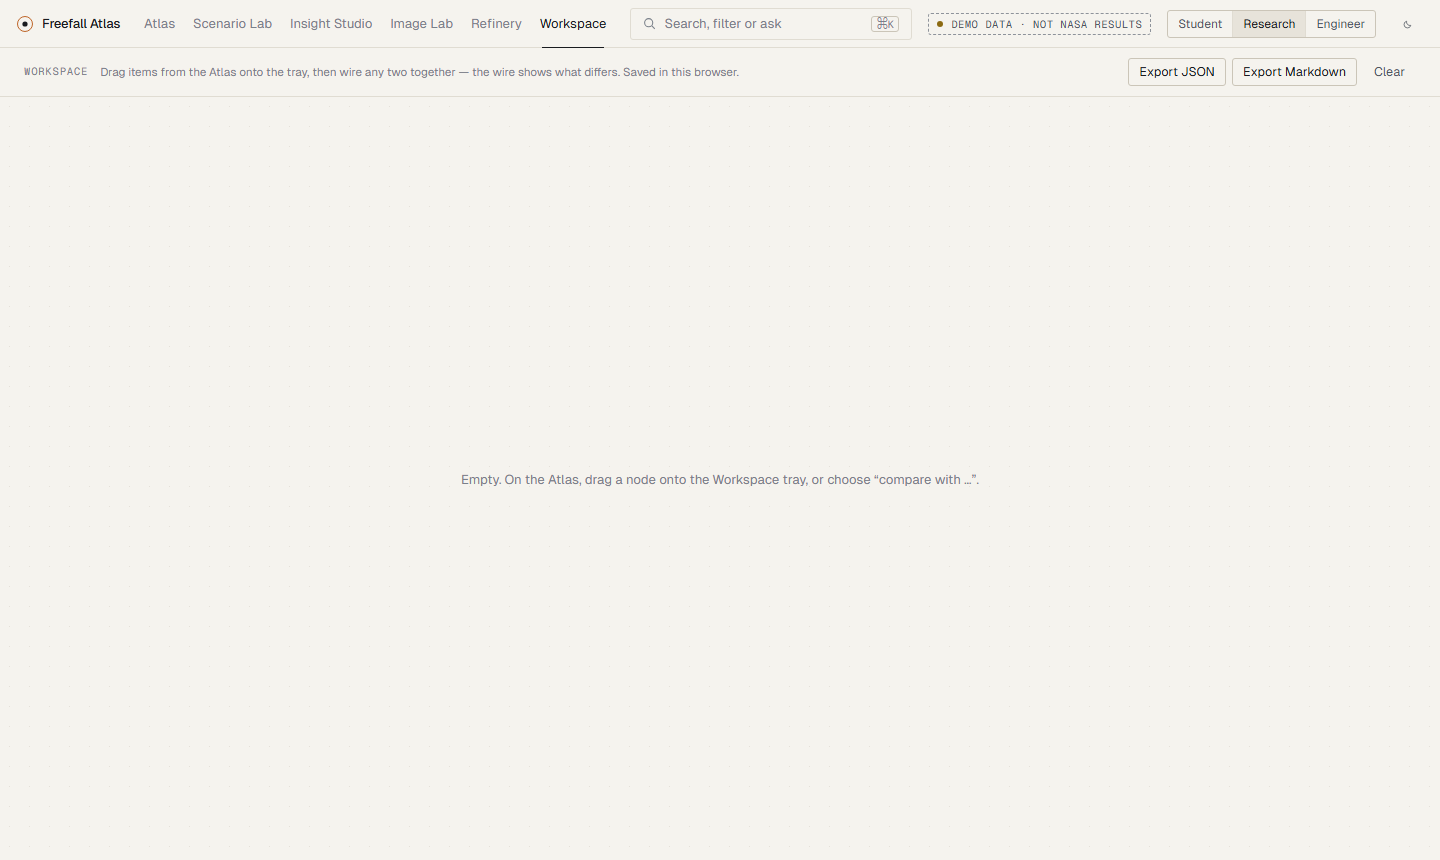 Freefall Atlas
Atlas
Scenario Lab
Insight Studio
Image Lab
Refinery
Workspace
Search, filter or ask
⌘K
DEMO DATA · NOT NASA RESULTS
Student
Research
Engineer
WORKSPACE
Drag items from the Atlas onto the tray, then wire any two together — the wire shows what differs. Saved in this browser.
Export JSON
Export Markdown
Clear
Empty. On the Atlas, drag a node onto the Workspace tray, or choose “compare with …”.